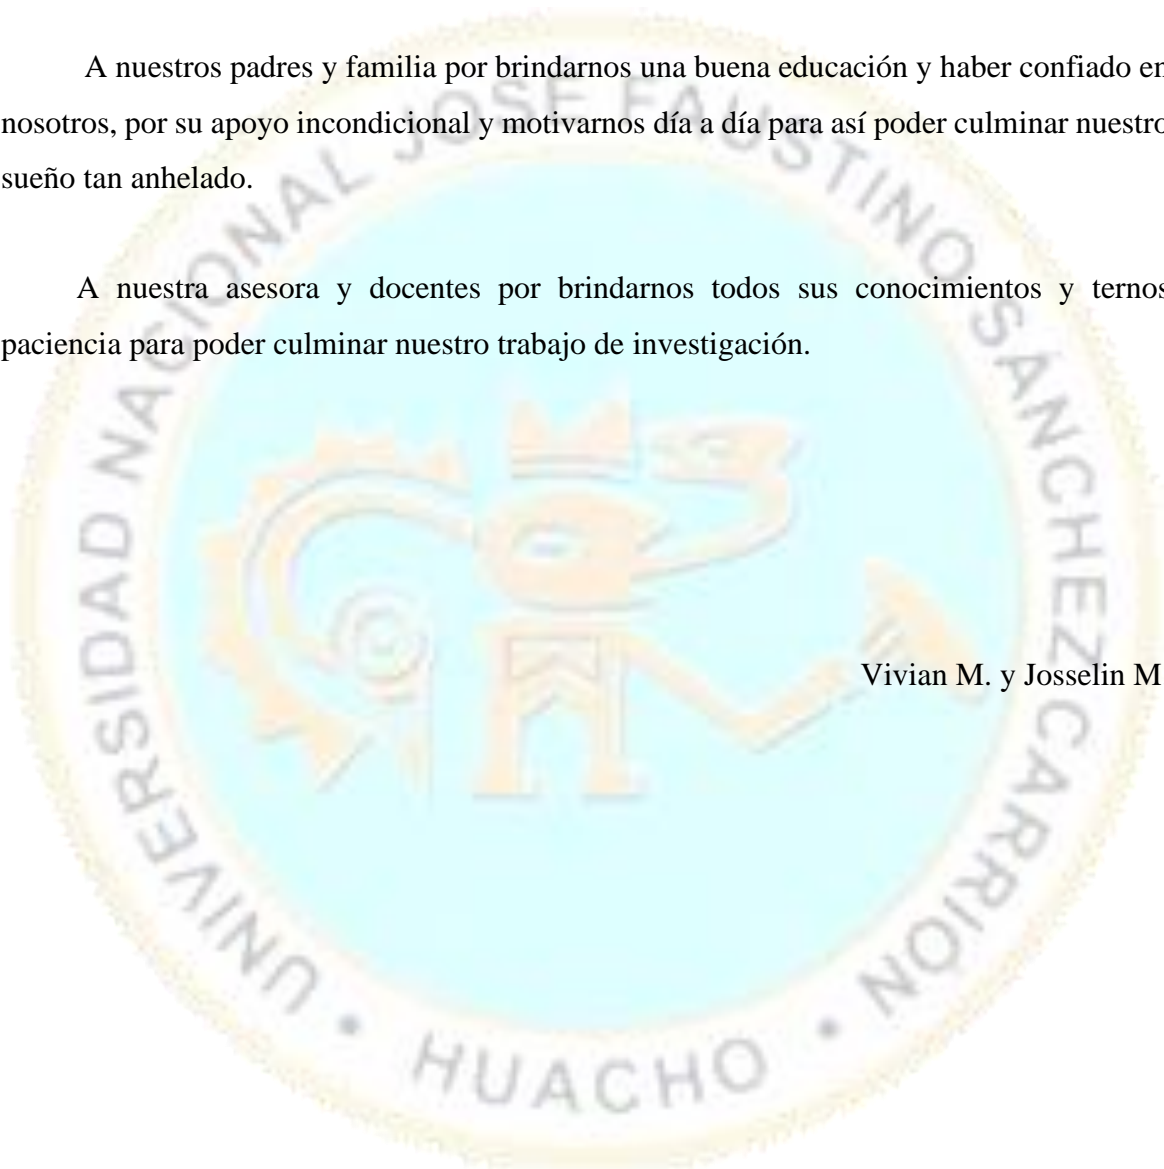 A nuestros padres y familia por brindarnos una buena educación y haber confiado en
nosotros, por su apoyo incondicional y motivarnos día a día para así poder culminar nuestro
sueño tan anhelado.
A nuestra asesora y docentes por brindarnos todos sus conocimientos y ternos
paciencia para poder culminar nuestro trabajo de investigación.
Vivian M. y Josselin M
UNIVERSIDAD NACIONAL JOSÉ FAUSTINO SÁNCHEZ CARRIÓN
• HUACHO •